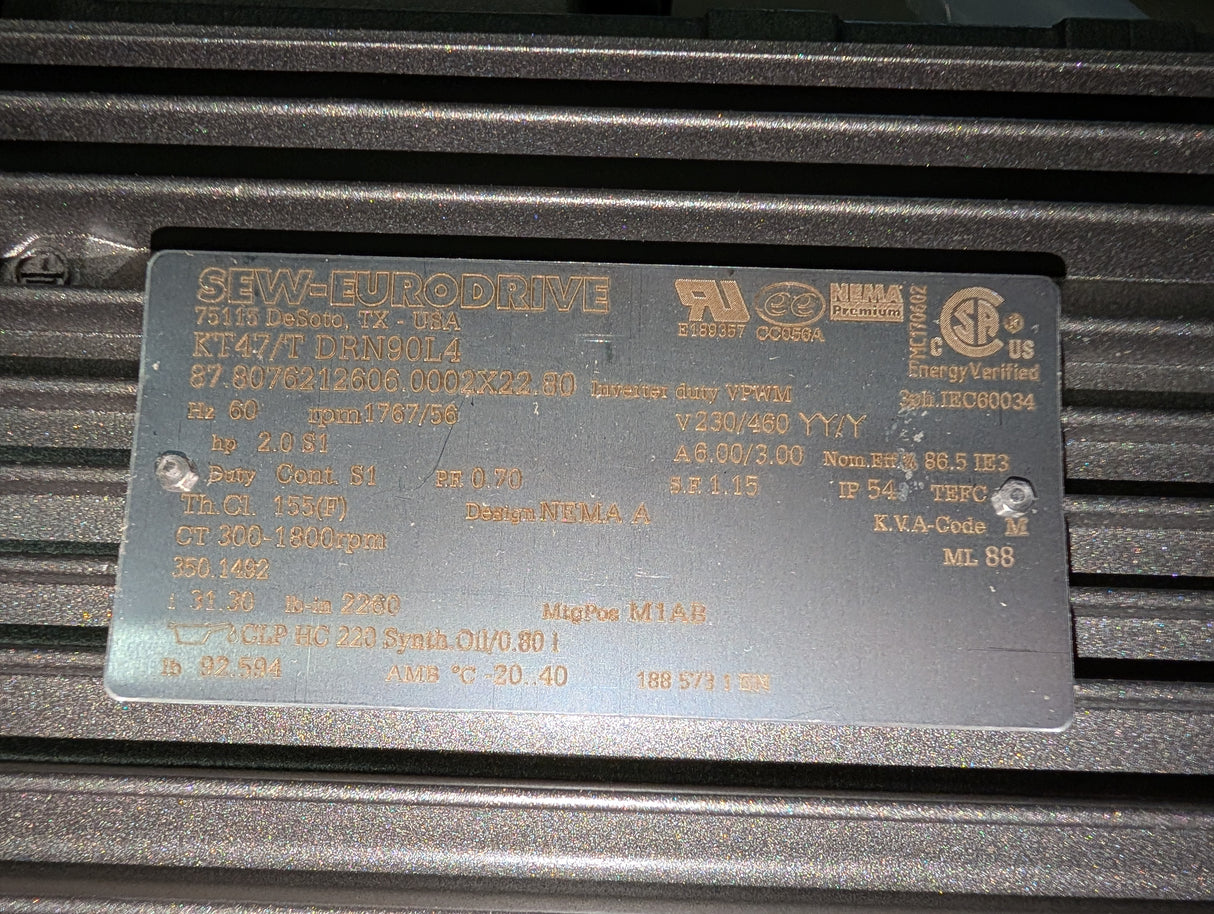 SEW-EURODRIVE
75115 DeSoto, TX - USA
KT47/T DRN90L4
87.8076212606.0002X22.80 Inverter duty VPWM
E189357 CC056A
NEMA
Premium
PMCT70602
C US
Energy Verified
3ph.IEC60034
Hz 60 rpm 1767/56 V 230/460 YY/Y
hp 2.0 S1 A 6.00/3.00 Nom.Eff % 86.5 IE3
Duty Cont. S1 PF 0.70 S.F. 1.15 IP 54 TEFC
Th.Cl. 155(F) Design NEMA A K.V.A-Code M
CT 300-1800rpm ML 88
350.1492
i 31.30 lb-in 2260 MtgPos M1AB
CLP HC 220 Synth.Oil/0.80 l
lb 92.594 AMB °C -20..40 188 573